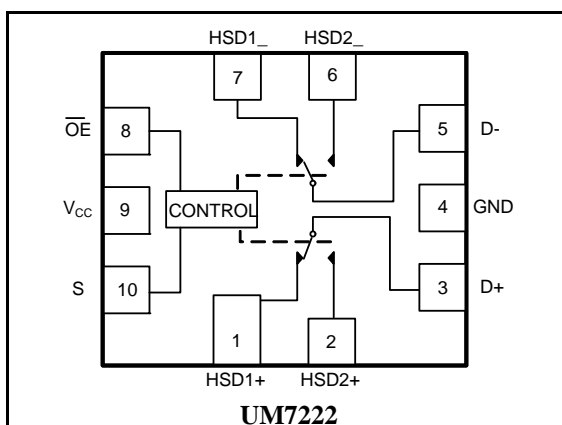 HSD1_ HSD2_
7 6
OE 8 5 D-
VCC 9 CONTROL 4 GND
S 10 3 D+
1 2
HSD1+ HSD2+
UM7222